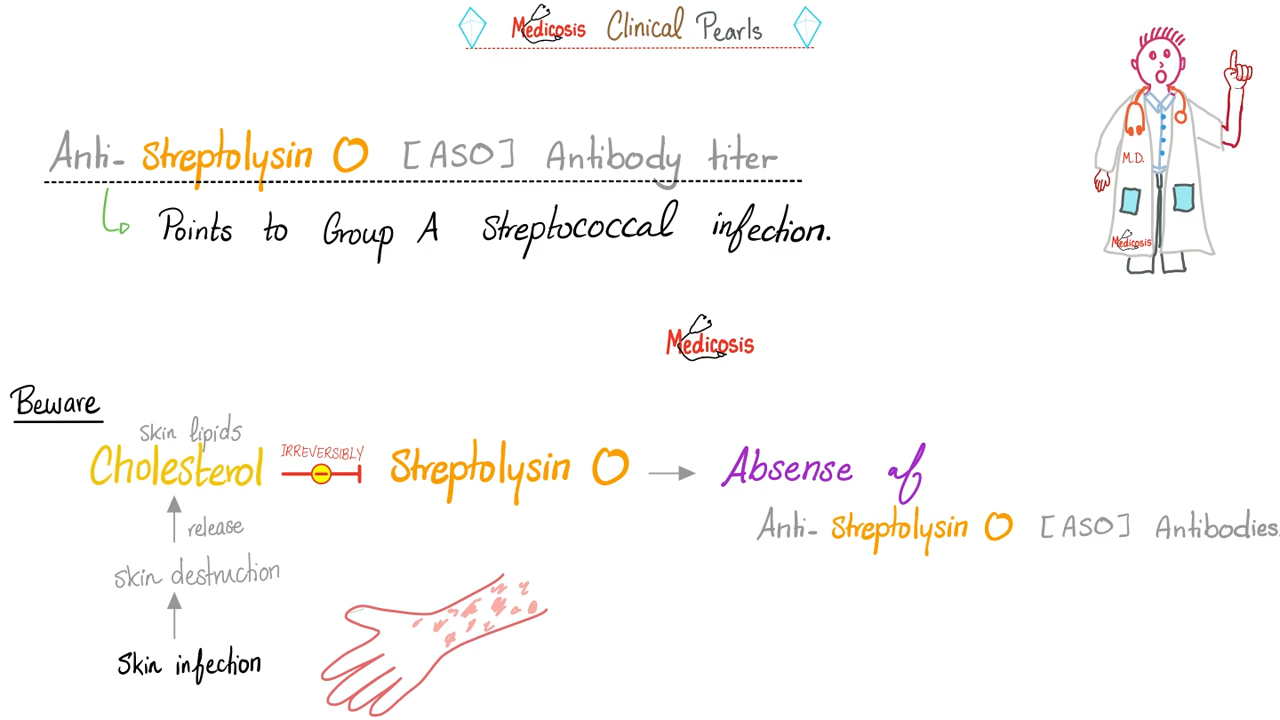 Medicosis Clinical Pearls
M.D.
Medicosis
Anti- Streptolysin O [ASO] Antibody titer
Points to Group A Streptococcal infection.
Medicosis
Beware
Skin lipids
Cholesterol IRREVERSIBLY Streptolysin O → Absense of
Anti- Streptolysin O [ASO] Antibodies.
release
skin destruction
Skin infection